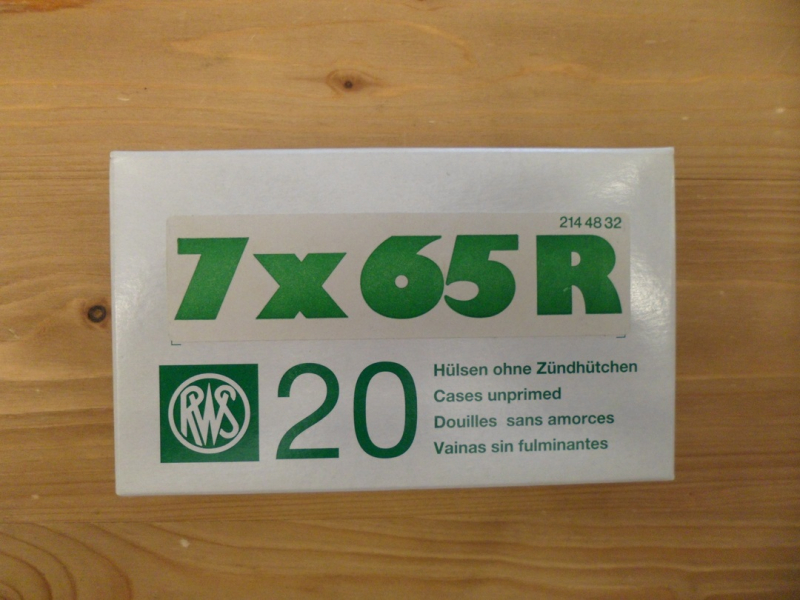 214 48 32
7x65R
RWS
20
Hülsen ohne Zündhütchen
Cases unprimed
Douilles sans amorces
Vainas sin fulminantes